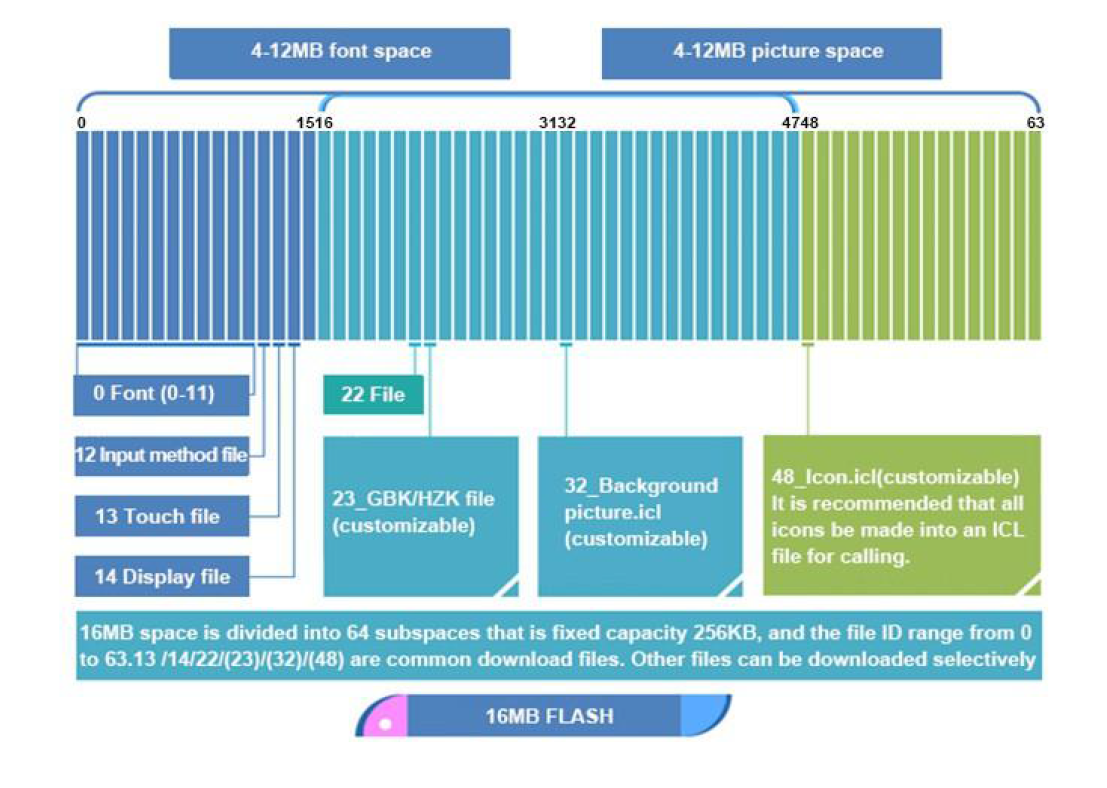 4-12MB font space
4-12MB picture space
0
1516
3132
4748
63
0 Font (0-11)
12 Input method file
13 Touch file
14 Display file
22 File
23_GBK/HZK file
(customizable)
32_Background
picture.icl
(customizable)
48_Icon.icl(customizable)
It is recommended that all
icons be made into an ICL
file for calling.
16MB space is divided into 64 subspaces that is fixed capacity 256KB, and the file ID range from 0
to 63.13 /14/22/(23)/(32)/(48) are common download files. Other files can be downloaded selectively
16MB FLASH